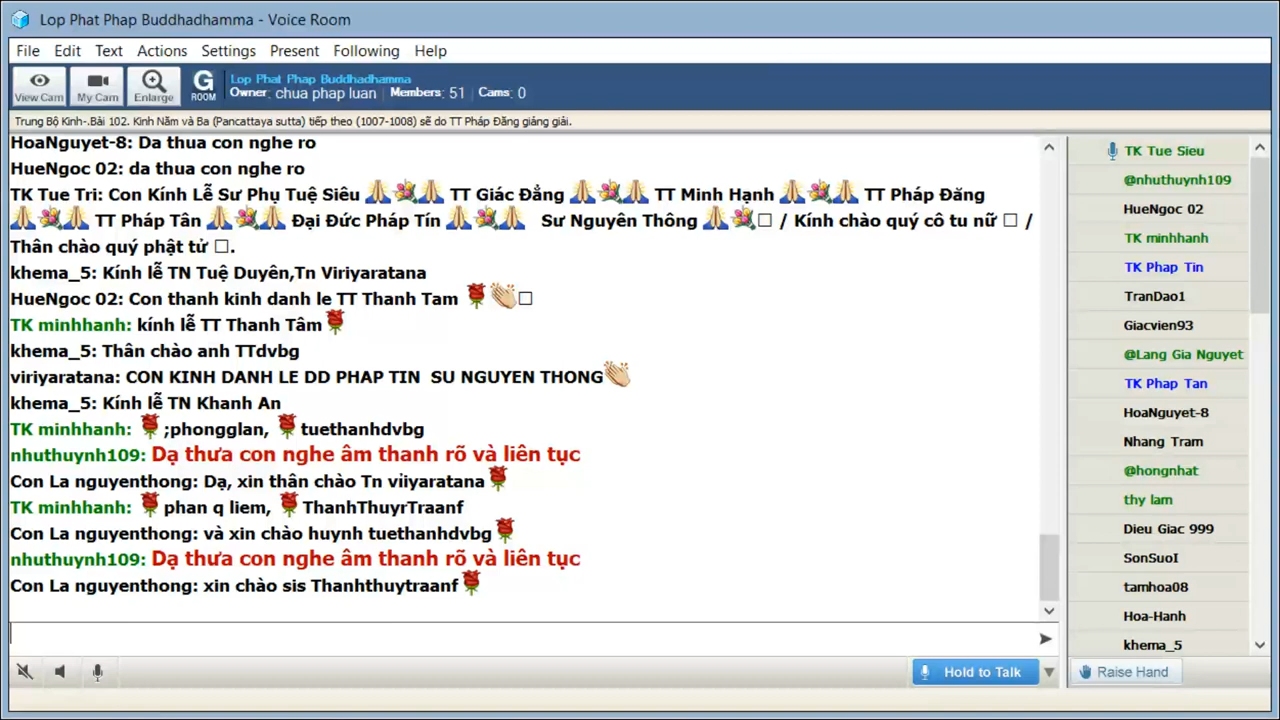 Lop Phat Phap Buddhadhamma - Voice Room
File Edit Text Actions Settings Present Following Help
View Cam My Cam Enlarge G ROOM
Lop Phat Phap Buddhadhamma
Owner: chua phap luan Members: 51 Cams: 0
Trung Bộ Kinh-.Bài 102. Kinh Năm và Ba (Pancattaya sutta) tiếp theo (1007-1008) sẽ do TT Pháp Đăng giảng giải.
HoaNguyet-8: Da thua con nghe ro
HueNgoc 02: da thua con nghe ro
TK Tue Tri: Con Kính Lễ Sư Phụ Tuệ Siêu 🙏💐🙏 TT Giác Đẳng 🙏💐🙏 TT Minh Hạnh 🙏💐🙏 TT Pháp Đăng
🙏💐🙏 TT Pháp Tân 🙏💐🙏 Đại Đức Pháp Tín 🙏💐🙏 Sư Nguyên Thông 🙏💐□ / Kính chào quý cô tu nữ □ /
Thân chào quý phật tử □.
khema_5: Kính lễ TN Tuệ Duyên,Tn Viriyaratana
HueNgoc 02: Con thanh kinh danh le TT Thanh Tam 🌹👏□
TK minhhanh: kính lễ TT Thanh Tâm🌹
khema_5: Thân chào anh TTdvbg
viriyaratana: CON KINH DANH LE DD PHAP TIN SU NGUYEN THONG👏
khema_5: Kính lễ TN Khanh An
TK minhhanh: 🌹;phongglan, 🌹tuethanhdvbg
nhuthuynh109: Dạ thưa con nghe âm thanh rõ và liên tục
Con La nguyenthong: Dạ, xin thân chào Tn viỉyaratana🌹
TK minhhanh: 🌹 phan q liem, 🌹ThanhThuyrTraanf
Con La nguyenthong: và xin chào huynh tuethanhdvbg🌹
nhuthuynh109: Dạ thưa con nghe âm thanh rõ và liên tục
Con La nguyenthong: xin chào sis Thanhthuytraanf🌹
Hold to Talk
TK Tue Sieu
@nhuthuynh109
HueNgoc 02
TK minhhanh
TK Phap Tin
TranDao1
Giacvien93
@Lang Gia Nguyet
TK Phap Tan
HoaNguyet-8
Nhang Tram
@hongnhat
thy lam
Dieu Giac 999
SonSuoI
tamhoa08
Hoa-Hanh
khema_5
Raise Hand